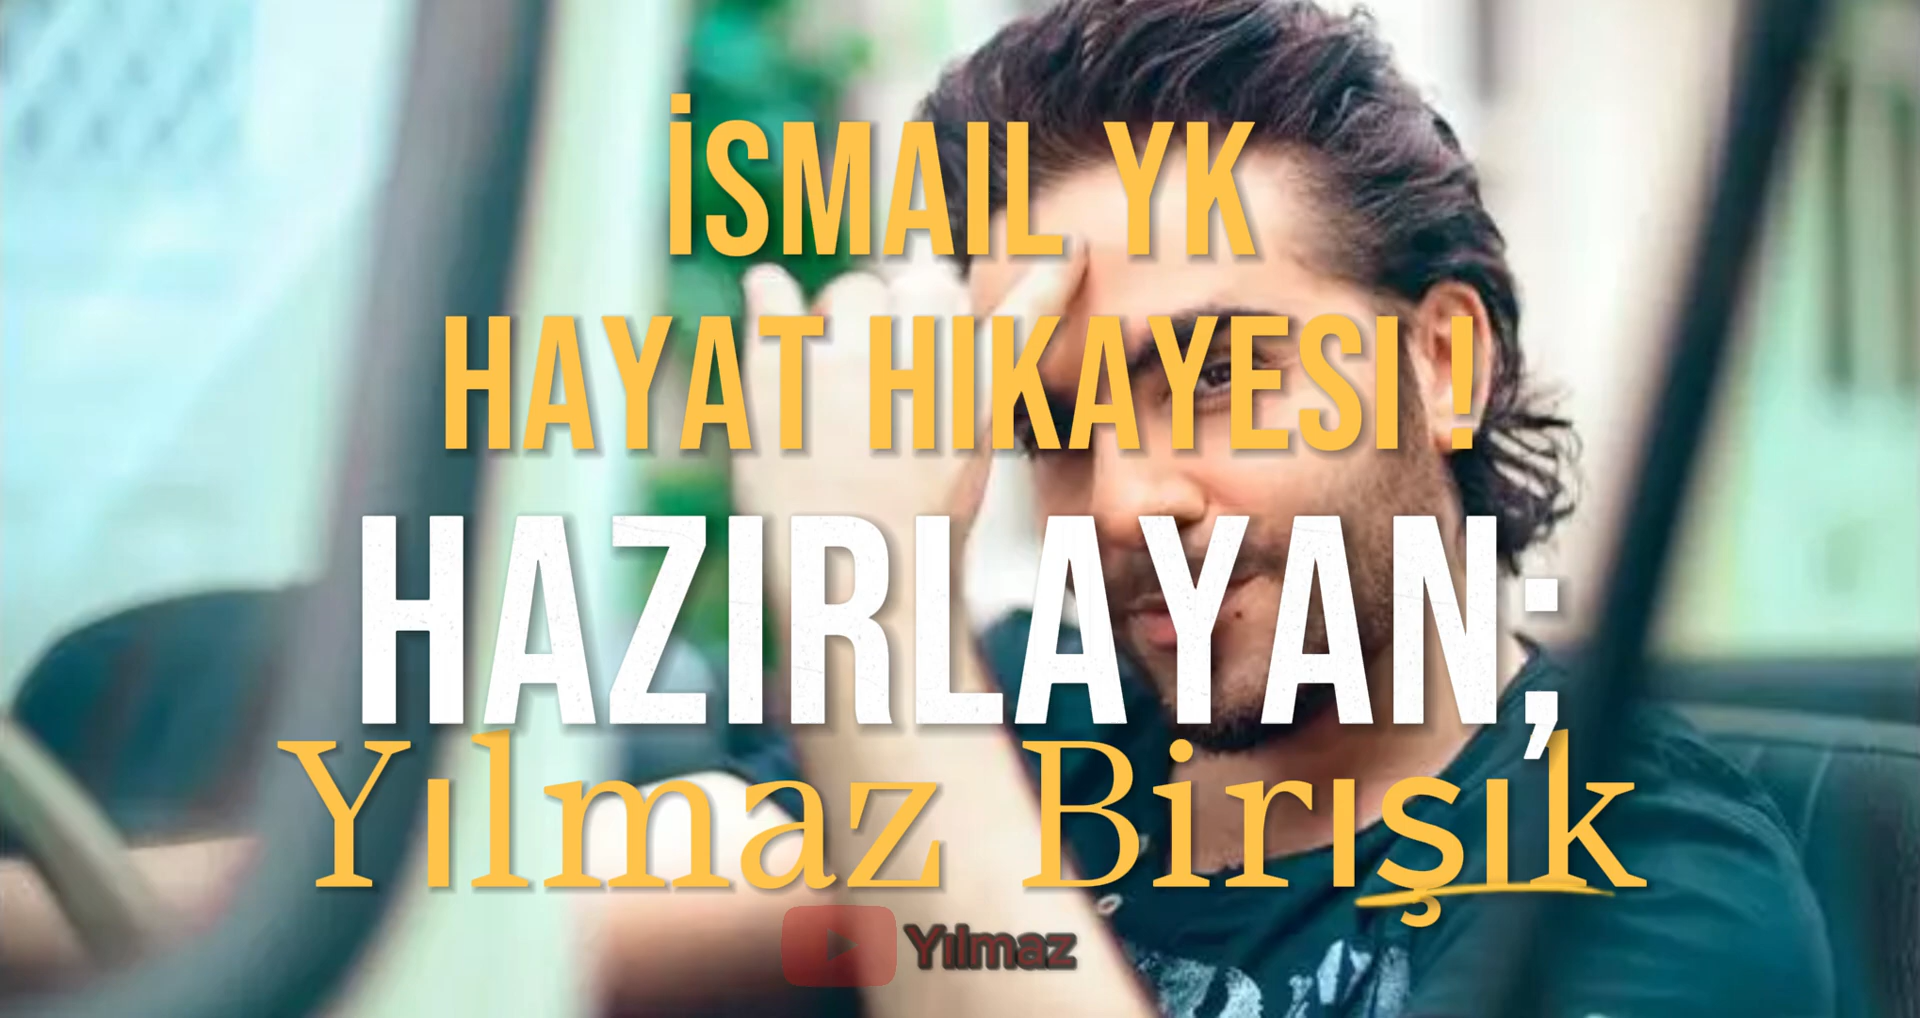 İSMAIL YK
HAYAT HIKAYESI !
HAZIRLAYAN;
Yılmaz Birışık
Yılmaz